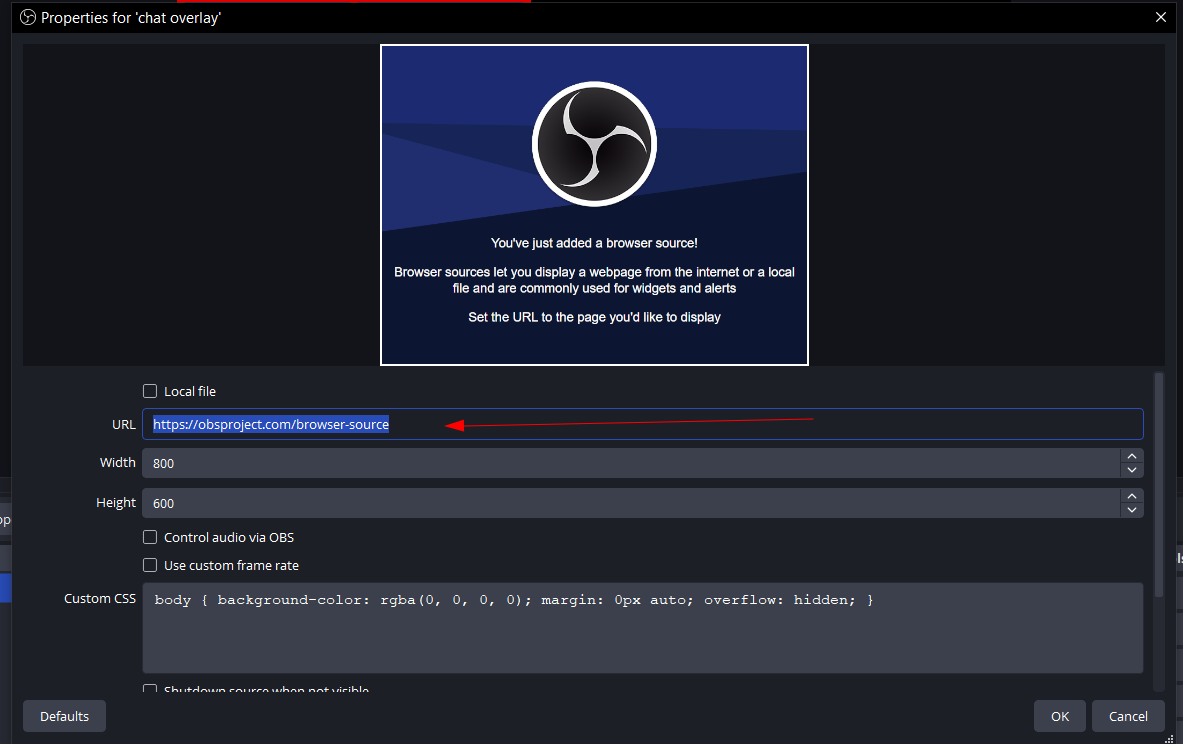 Properties for 'chat overlay'
You've just added a browser source!
Browser sources let you display a webpage from the internet or a local
file and are commonly used for widgets and alerts
Set the URL to the page you'd like to display
Local file
URL https://obsproject.com/browser-source
Width 800
Height 600
Control audio via OBS
Use custom frame rate
Custom CSS body { background-color: rgba(0, 0, 0, 0); margin: 0px auto; overflow: hidden; }
Shutdown source when not visible
Defaults OK Cancel